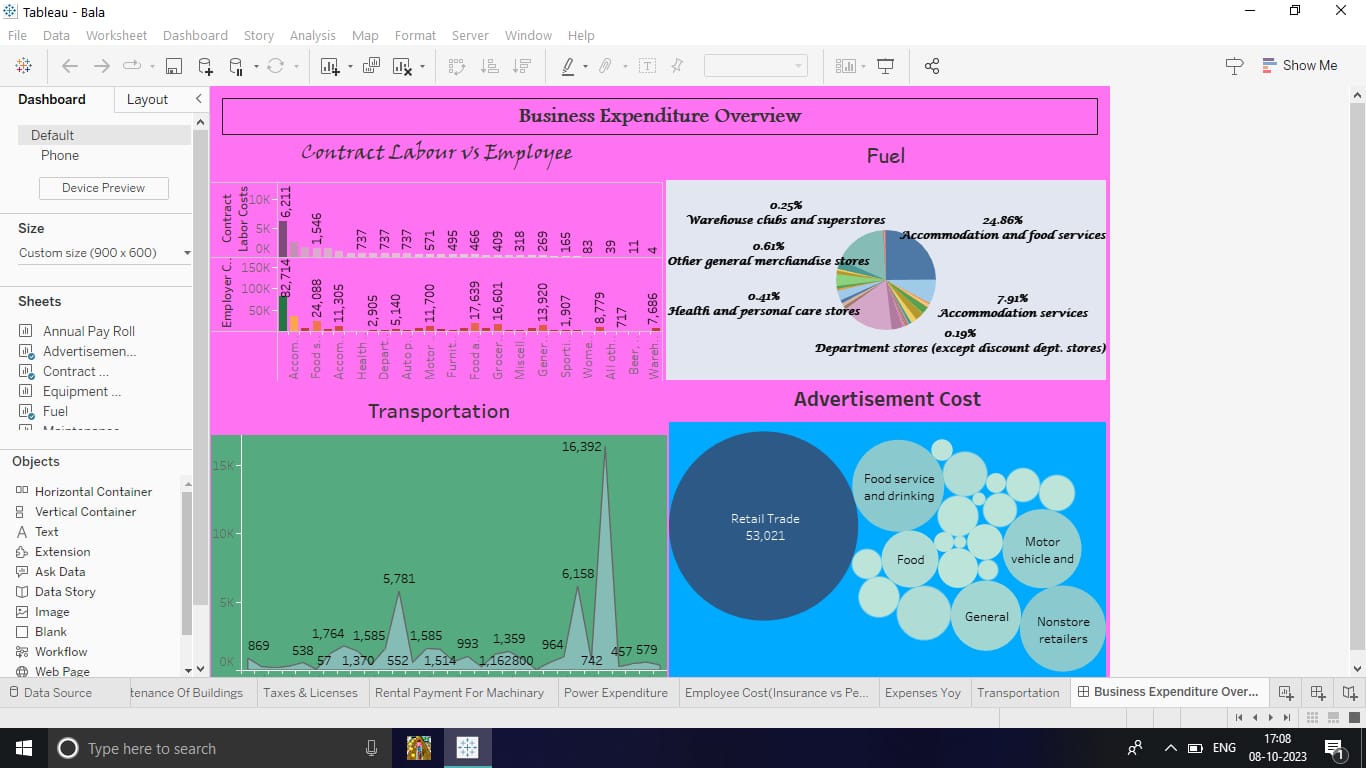 Tableau - Bala
File Data Worksheet Dashboard Story Analysis Map Format Server Window Help
Show Me
Dashboard Layout
Default
Phone
Device Preview
Size
Custom size (900 x 600)
Sheets
Annual Pay Roll
Advertisemen...
Contract ...
Equipment ...
Fuel
Objects
Horizontal Container
Vertical Container
Text
Extension
Ask Data
Data Story
Image
Blank
Workflow
Web Page
Business Expenditure Overview
Contract Labour vs Employee
Contract
Labor Costs
10K
5K
0K
6,211
1,546
737
737
737
571
495
466
409
318
269
165
83
39
11
4
Employer C..
150K
100K
50K
82,714
24,088
11,305
2,905
5,140
11,700
17,639
16,601
13,920
1,907
8,779
717
7,686
Accom..
Food s..
Accom..
Health..
Depart..
Auto p..
Motor ..
Furnit..
Food a..
Grocer..
Miscell..
Gener..
Sporti..
Wome..
All oth..
Beer, ..
Wareh..
Fuel
0.25%
Warehouse clubs and superstores
24.86%
Accommodation and food services
0.61%
Other general merchandise stores
0.41%
Health and personal care stores
7.91%
Accommodation services
0.19%
Department stores (except discount dept. stores)
Transportation
15K
10K
5K
0K
869
538
57
1,764
1,370
1,585
5,781
552
1,585
1,514
993
1,162
1,359
800
964
6,158
742
16,392
457
579
Advertisement Cost
Retail Trade
53,021
Food service
and drinking
Food
Motor
vehicle and
General
Nonstore
retailers
Data Source
tenance Of Buildings
Taxes & Licenses
Rental Payment For Machinary
Power Expenditure
Employee Cost(Insurance vs Pe...
Expenses Yoy
Transportation
Business Expenditure Over...
Type here to search
ENG
17:08
08-10-2023
1